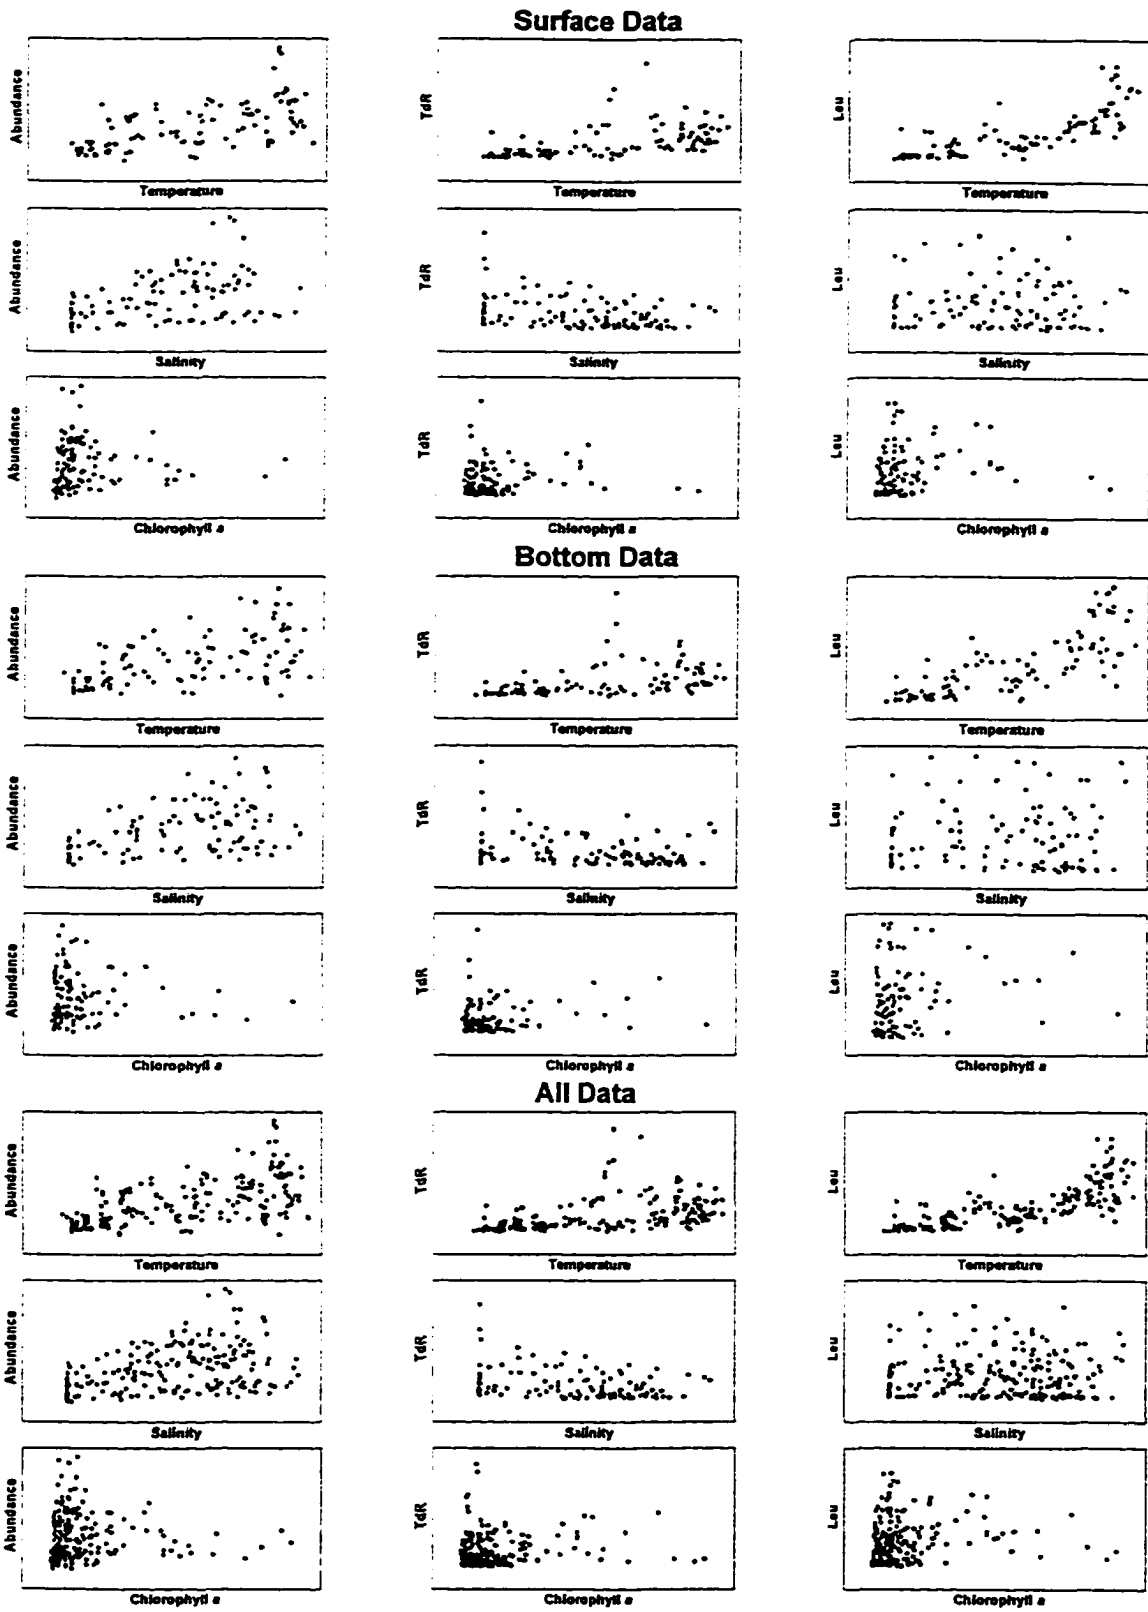 Surface Data
Abundance TdR Leu
Temperature Temperature Temperature
Abundance TdR Leu
Salinity Salinity Salinity
Abundance TdR Leu
Chlorophyll a Chlorophyll a Chlorophyll a
Bottom Data
Abundance TdR Leu
Temperature Temperature Temperature
Abundance TdR Leu
Salinity Salinity Salinity
Abundance TdR Leu
Chlorophyll a Chlorophyll a Chlorophyll a
All Data
Abundance TdR Leu
Temperature Temperature Temperature
Abundance TdR Leu
Salinity Salinity Salinity
Abundance TdR Leu
Chlorophyll a Chlorophyll a Chlorophyll a